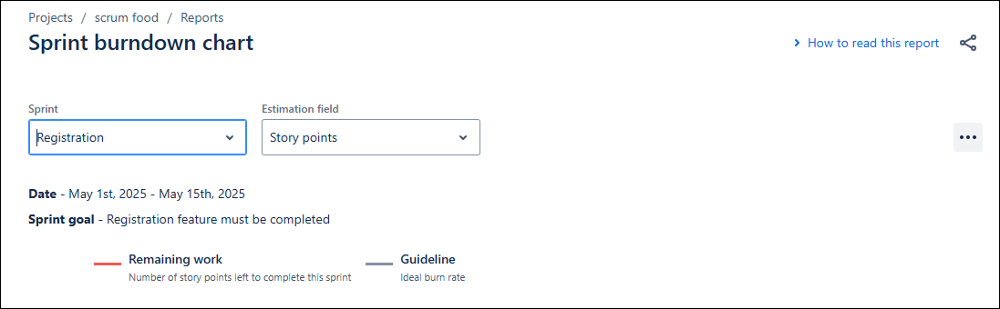 Projects / scrum food / Reports
Sprint burndown chart
How to read this report
Sprint
Estimation field
Registration
Story points
Date - May 1st, 2025 - May 15th, 2025
Sprint goal - Registration feature must be completed
Remaining work
Number of story points left to complete this sprint
Guideline
Ideal burn rate